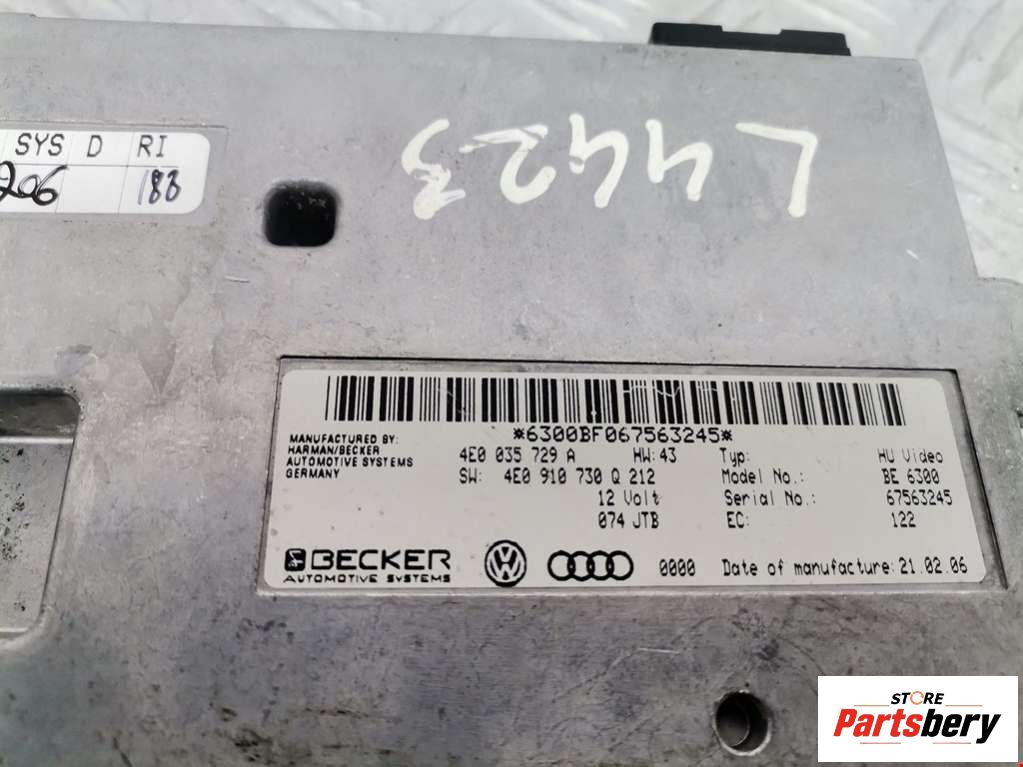 SYS D RI
206 188
L4423
*6300BF067563245*
MANUFACTURED BY:
HARMAN/BECKER
AUTOMOTIVE SYSTEMS
GERMANY
4E0 035 729 A HW:43
SW: 4E0 910 730 Q 212
12 Volt
074 JTB
Typ: HU Video
Model No.: BE 6300
Serial No.: 67563245
EC: 122
BECKER
AUTOMOTIVE SYSTEMS
0000 Date of manufacture: 21.02.06
STORE
Partsbery